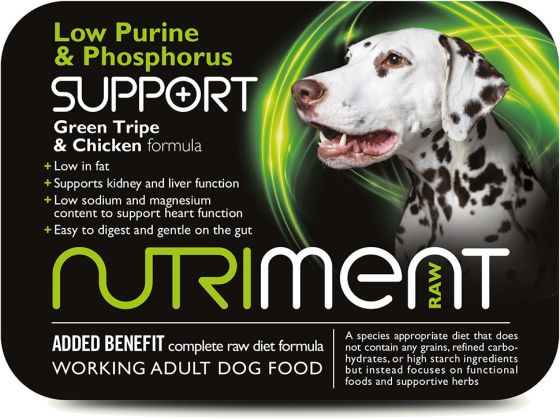 Low Purine
& Phosphorus
SUPPORT
Green Tripe
& Chicken formula
+ Low in fat
+ Supports kidney and liver function
+ Low sodium and magnesium
content to support heart function
+ Easy to digest and gentle on the gut
nutriment RAW
ADDED BENEFIT complete raw diet formula
WORKING ADULT DOG FOOD
A species appropriate diet that does
not contain any grains, refined carbo-
hydrates, or high starch ingredients
but instead focuses on functional
foods and supportive herbs